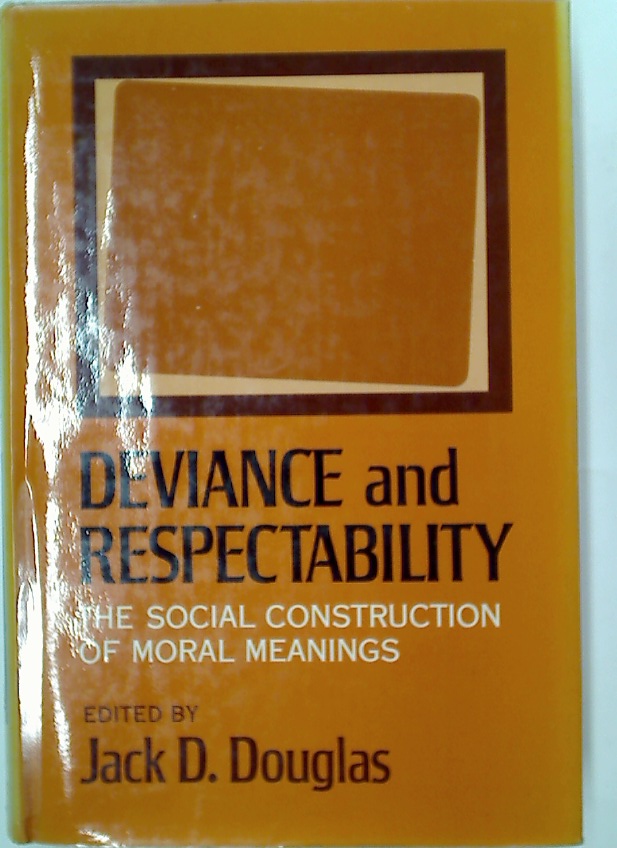 DEVIANCE and
RESPECTABILITY
THE SOCIAL CONSTRUCTION
OF MORAL MEANINGS
EDITED BY
Jack D. Douglas